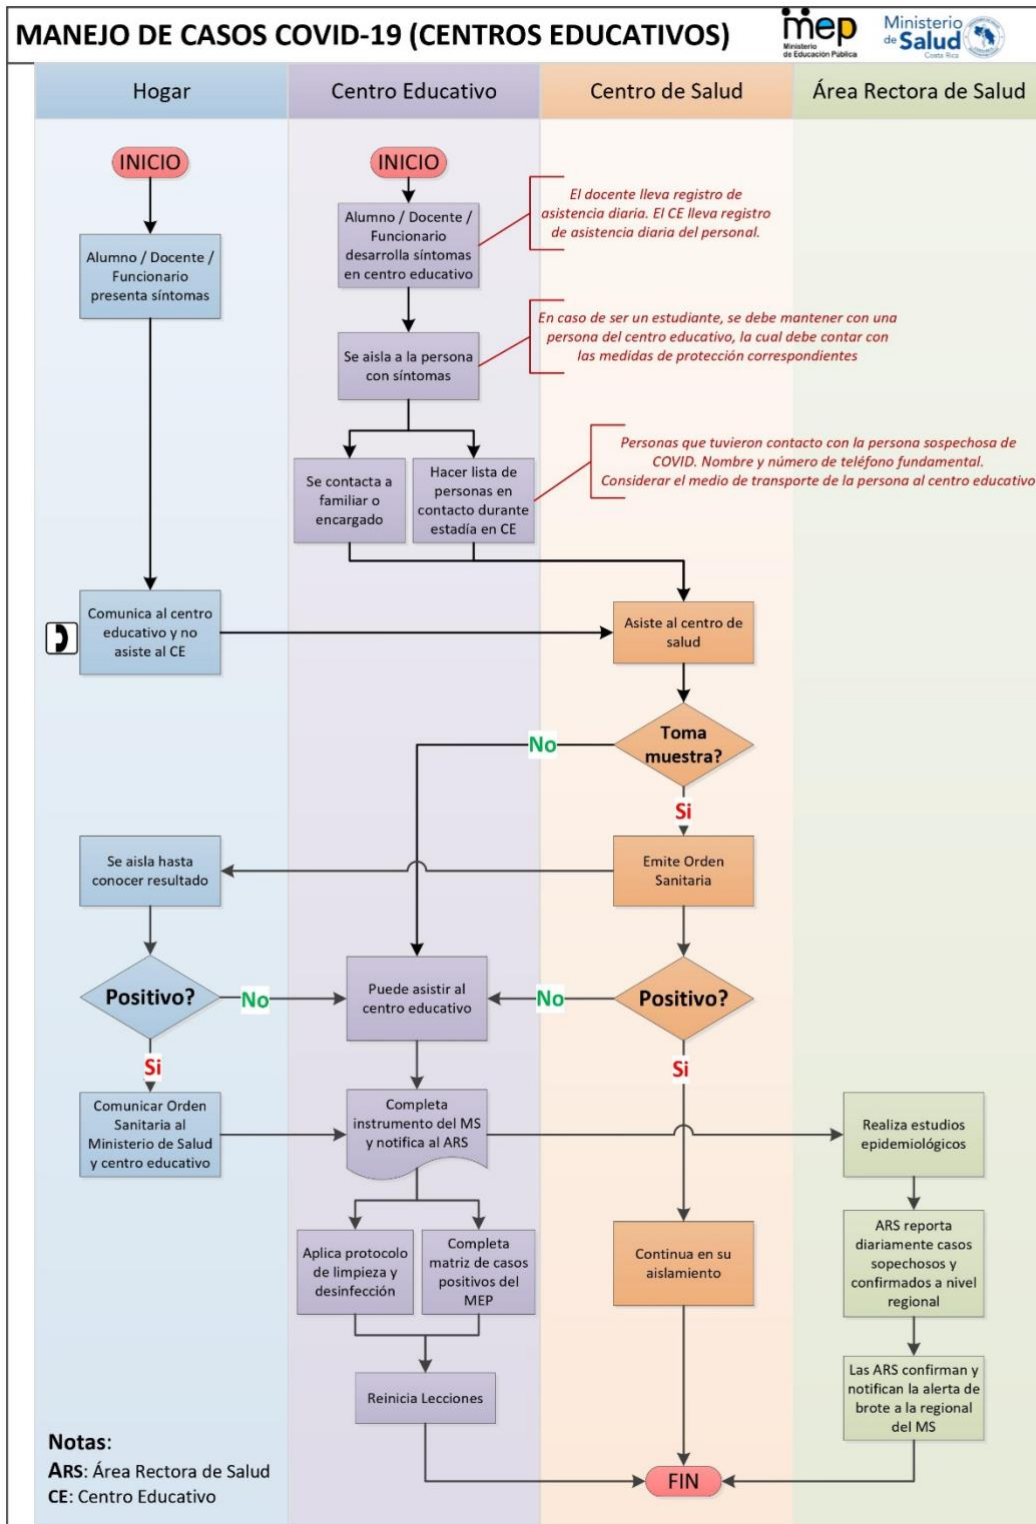 MANEJO DE CASOS COVID-19 (CENTROS EDUCATIVOS)
mep
Ministerio
de Educación Pública
Ministerio
de Salud
Costa Rica
Hogar
Centro Educativo
Centro de Salud
Área Rectora de Salud
INICIO
INICIO
El docente lleva registro de
asistencia diaria. El CE lleva registro
de asistencia diaria del personal.
Alumno / Docente /
Funcionario
desarrolla síntomas
en centro educativo
Alumno / Docente /
Funcionario
presenta síntomas
En caso de ser un estudiante, se debe mantener con una
persona del centro educativo, la cual debe contar con
las medidas de protección correspondientes
Se aisla a la persona
con síntomas
Personas que tuvieron contacto con la persona sospechosa de
COVID. Nombre y número de teléfono fundamental.
Considerar el medio de transporte de la persona al centro educativo
Se contacta a
familiar o
encargado
Hacer lista de
personas en
contacto durante
estadía en CE
Comunica al centro
educativo y no
asiste al CE
Asiste al centro de
salud
Toma
muestra?
No
Si
Se aisla hasta
conocer resultado
Emite Orden
Sanitaria
Positivo?
No
Puede asistir al
centro educativo
No
Positivo?
Si
Si
Comunicar Orden
Sanitaria al
Ministerio de Salud
y centro educativo
Completa
instrumento del MS
y notifica al ARS
Realiza estudios
epidemiológicos
Aplica protocolo
de limpieza y
desinfección
Completa
matriz de casos
positivos del
MEP
Continua en su
aislamiento
ARS reporta
diariamente casos
sopechosos y
confirmados a nivel
regional
Reinicia Lecciones
Las ARS confirman y
notifican la alerta de
brote a la regional
del MS
Notas:
ARS: Área Rectora de Salud
CE: Centro Educativo
FIN